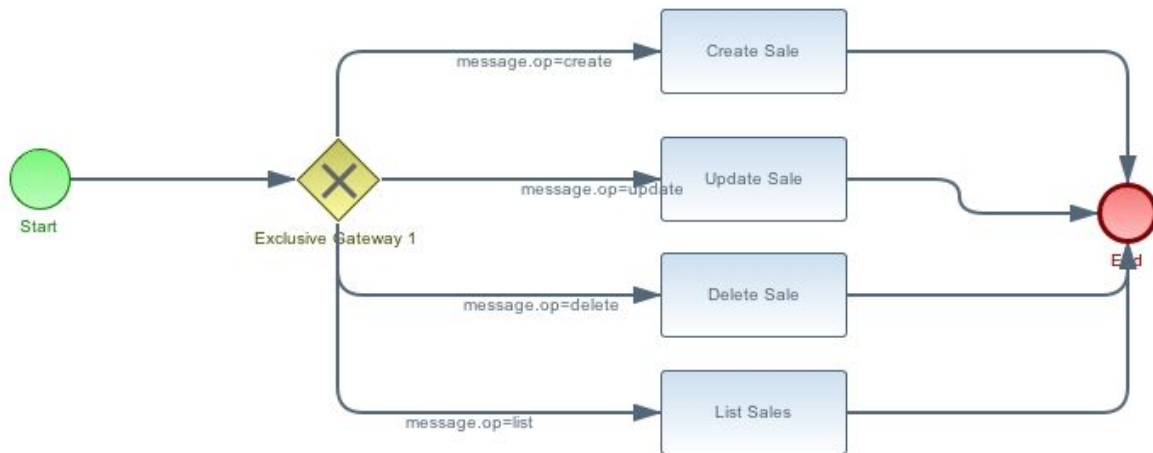 Create Sale
message.op=create
Update Sale
message.op=update
Start
Exclusive Gateway 1
End
Delete Sale
message.op=delete
List Sales
message.op=list